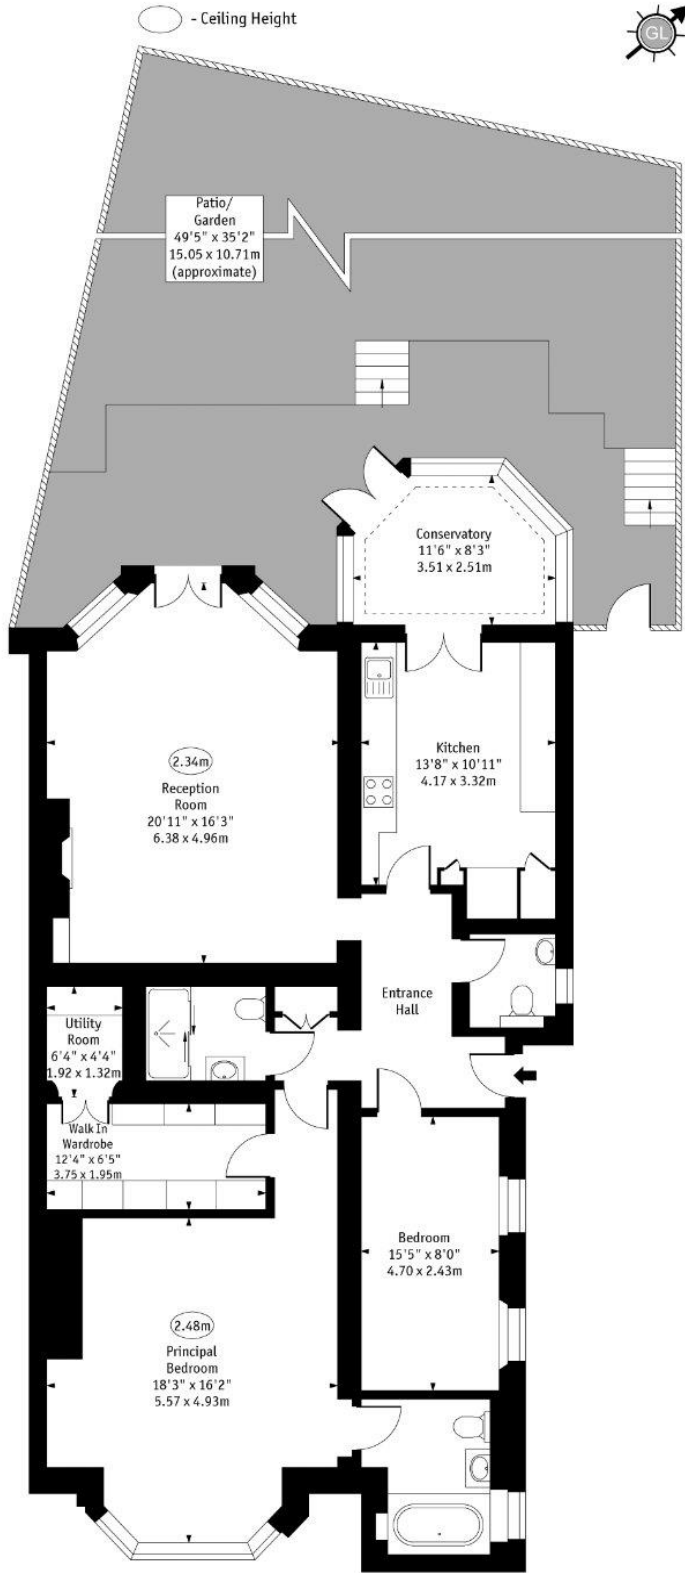 - Ceiling Height
GL
Patio/
Garden
49'5" x 35'2"
15.05 x 10.71m
(approximate)
Conservatory
11'6" x 8'3"
3.51 x 2.51m
2.34m
Reception
Room
20'11" x 16'3"
6.38 x 4.96m
Kitchen
13'8" x 10'11"
4.17 x 3.32m
Entrance
Hall
Utility
Room
6'4" x 4'4"
1.92 x 1.32m
Walk In
Wardrobe
12'4" x 6'5"
3.75 x 1.95m
Bedroom
15'5" x 8'0"
4.70 x 2.43m
2.48m
Principal
Bedroom
18'3" x 16'2"
5.57 x 4.93m